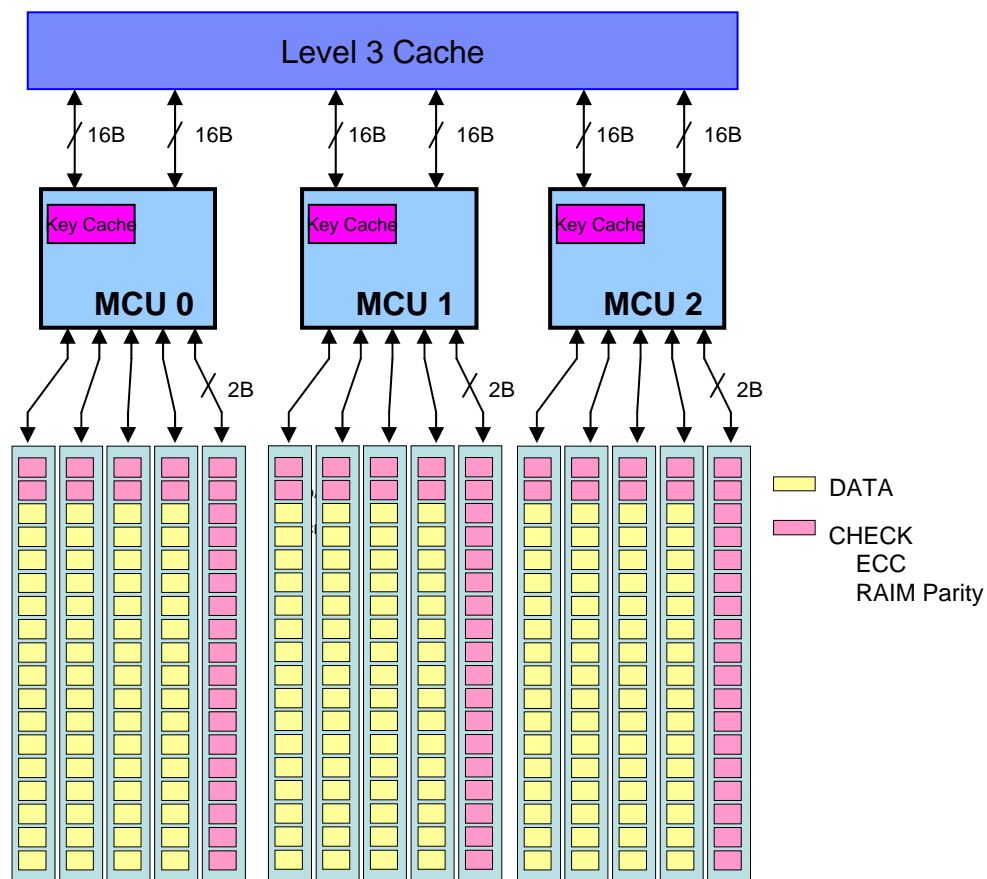 Level 3 Cache
16B
16B
16B
16B
16B
16B
Key Cache
Key Cache
Key Cache
MCU 0
MCU 1
MCU 2
2B
2B
2B
DATA
CHECK
ECC
RAIM Parity